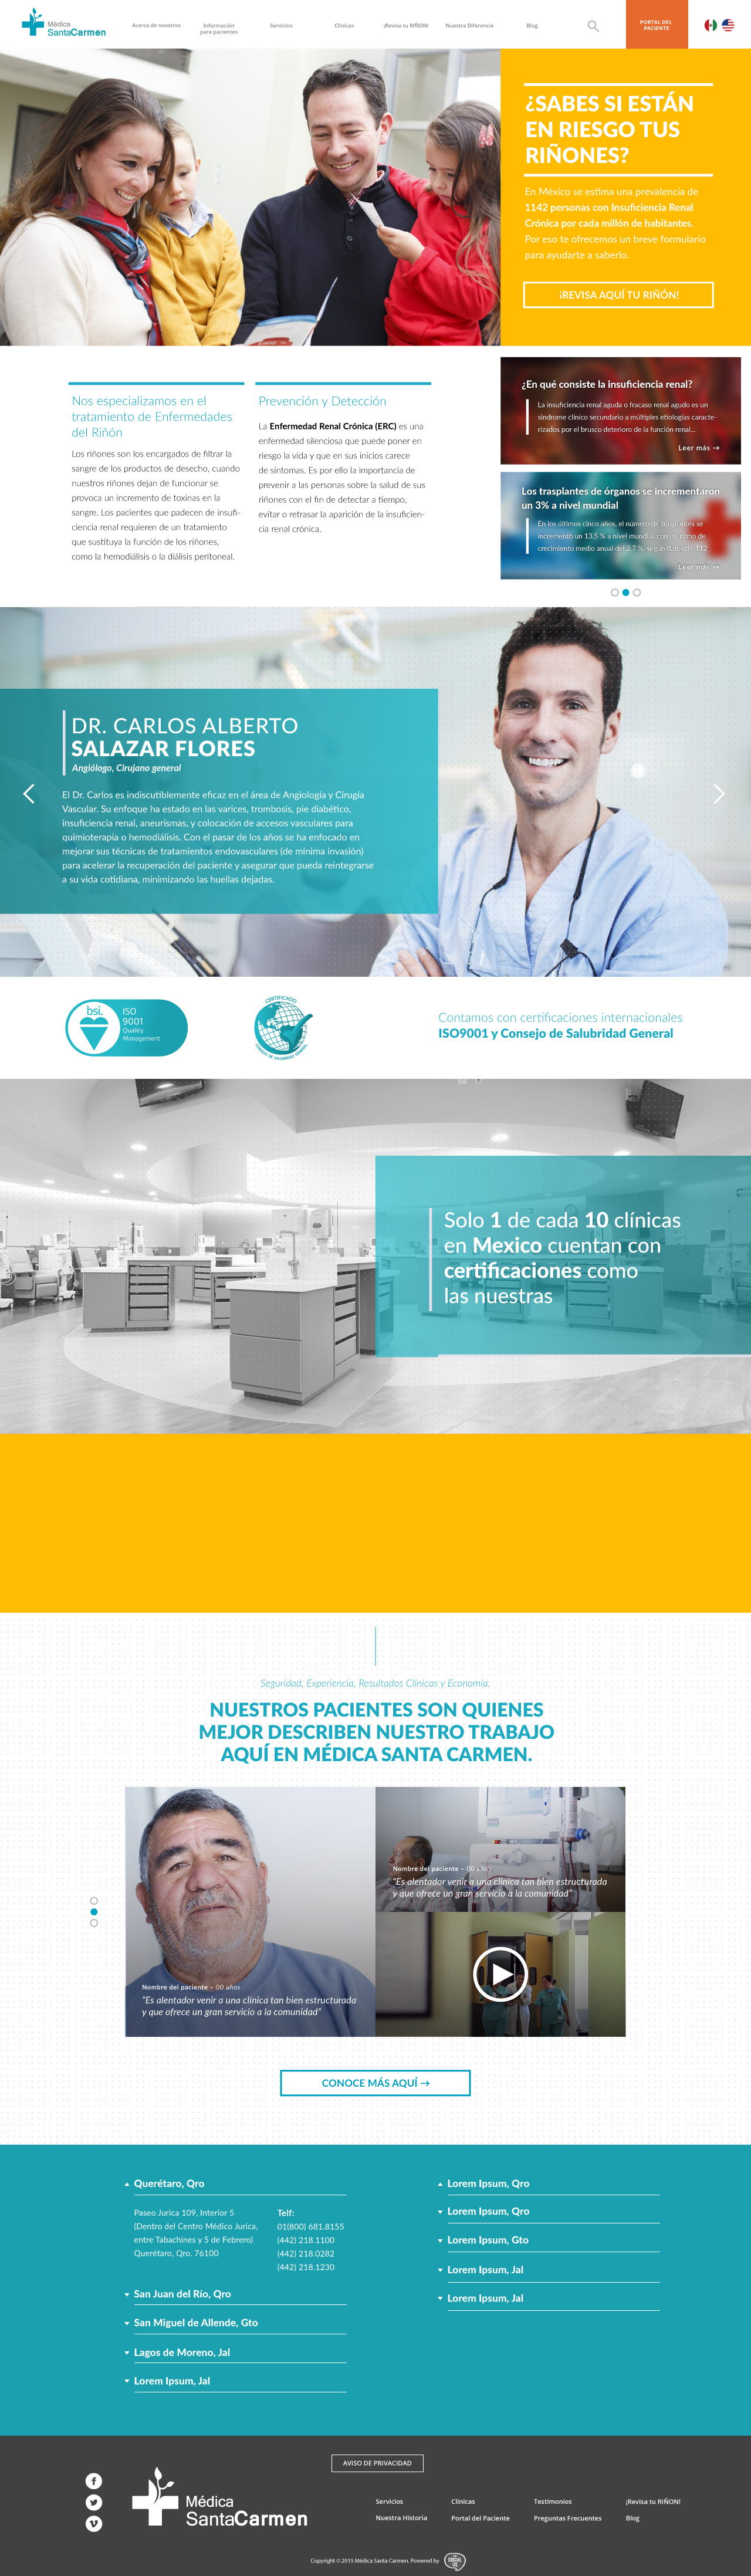 Médica
SantaCarmen
Acerca de nosotros
Información
para pacientes
Servicios
Clínicas
¡Revisa tu RIÑON!
Nuestra Diferencia
Blog
PORTAL DEL
PACIENTE
¿SABES SI ESTÁN
EN RIESGO TUS
RIÑONES?
En México se estima una prevalencia de
1142 personas con Insuficiencia Renal
Crónica por cada millón de habitantes.
Por eso te ofrecemos un breve formulario
para ayudarte a saberlo.
¡REVISA AQUÍ TU RIÑÓN!
Nos especializamos en el
tratamiento de Enfermedades
del Riñón
Los riñones son los encargados de filtrar la
sangre de los productos de desecho, cuando
nuestros riñones dejan de funcionar se
provoca un incremento de toxinas en la
sangre. Los pacientes que padecen de insufi-
ciencia renal requieren de un tratamiento
que sustituya la función de los riñones,
como la hemodiálisis o la diálisis peritoneal.
Prevención y Detección
La Enfermedad Renal Crónica (ERC) es una
enfermedad silenciosa que puede poner en
riesgo la vida y que en sus inicios carece
de síntomas. Es por ello la importancia de
prevenir a las personas sobre la salud de sus
riñones con el fin de detectar a tiempo,
evitar o retrasar la aparición de la insuficien-
cia renal crónica.
¿En qué consiste la insuficiencia renal?
La insuficiencia renal aguda o fracaso renal agudo es un
síndrome clínico secundario a múltiples etiologías caracte-
rizados por el brusco deterioro de la función renal...
Leer más →
Los trasplantes de órganos se incrementaron
un 3% a nivel mundial
En los últimos cinco años, el número de trasplantes se
incrementó un 13,5 % a nivel mundial, con un ritmo de
crecimiento medio anual del 2,7 %, según datos de 112
Leer más →
DR. CARLOS ALBERTO
SALAZAR FLORES
Angiólogo, Cirujano general
El Dr. Carlos es indiscutiblemente eficaz en el área de Angiología y Cirugía
Vascular. Su enfoque ha estado en las varices, trombosis, pie diabético,
insuficiencia renal, aneurismas, y colocación de accesos vasculares para
quimioterapia o hemodiálisis. Con el pasar de los años se ha enfocado en
mejorar sus técnicas de tratamientos endovasculares (de mínima invasión)
para acelerar la recuperación del paciente y asegurar que pueda reintegrarse
a su vida cotidiana, minimizando las huellas dejadas.
bsi.
ISO
9001
Quality
Management
CERTIFICADO
CONSEJO DE SALUBRIDAD GENERAL
Contamos con certificaciones internacionales
ISO9001 y Consejo de Salubridad General
Solo 1 de cada 10 clínicas
en Mexico cuentan con
certificaciones como
las nuestras
Seguridad, Experiencia, Resultados Clínicos y Economía.
NUESTROS PACIENTES SON QUIENES
MEJOR DESCRIBEN NUESTRO TRABAJO
AQUÍ EN MÉDICA SANTA CARMEN.
Nombre del paciente – 00 años
"Es alentador venir a una clínica tan bien estructurada
y que ofrece un gran servicio a la comunidad"
Nombre del paciente – 00 años
"Es alentador venir a una clínica tan bien estructurada
y que ofrece un gran servicio a la comunidad"
CONOCE MÁS AQUÍ →
Querétaro, Qro
Paseo Jurica 109, Interior 5
(Dentro del Centro Médico Jurica,
entre Tabachines y 5 de Febrero)
Querétaro, Qro. 76100
Telf:
01(800) 681.8155
(442) 218.1100
(442) 218.0282
(442) 218.1230
San Juan del Río, Qro
San Miguel de Allende, Gto
Lagos de Moreno, Jal
Lorem Ipsum, Jal
Lorem Ipsum, Qro
Lorem Ipsum, Qro
Lorem Ipsum, Gto
Lorem Ipsum, Jal
Lorem Ipsum, Jal
AVISO DE PRIVACIDAD
Médica
SantaCarmen
Servicios
Clínicas
Testimonios
¡Revisa tu RIÑON!
Nuestra Historia
Portal del Paciente
Preguntas Frecuentes
Blog
Copyright © 2015 Médica Santa Carmen. Powered by
SOCIAL